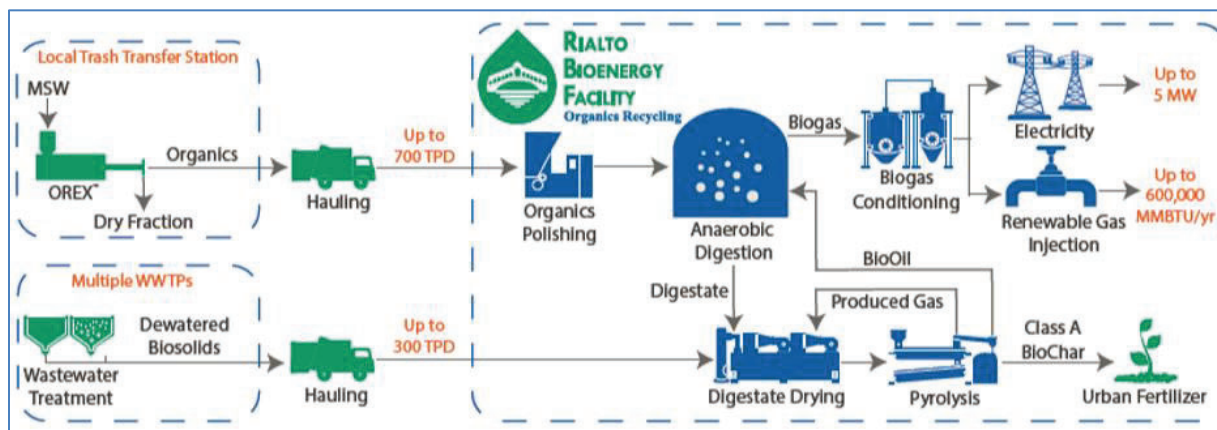 Local Trash Transfer Station
MSW
OREX™
Organics
Dry Fraction
Hauling
Up to
700 TPD
RIALTO
BIOENERGY
FACILITY
Organics Recycling
Organics
Polishing
Anaerobic
Digestion
Biogas
Biogas
Conditioning
Electricity
Up to
5 MW
Renewable Gas
Injection
Up to
600,000
MMBTU/yr
Multiple WWTPs
Dewatered
Biosolids
Wastewater
Treatment
Hauling
Up to
300 TPD
Digestate
BioOil
Produced Gas
Digestate Drying
Pyrolysis
Class A
BioChar
Urban Fertilizer